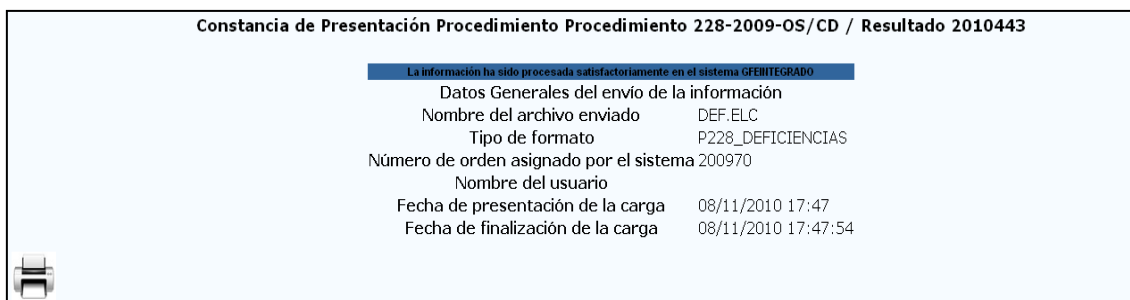 Constancia de Presentación Procedimiento Procedimiento 228-2009-OS/CD / Resultado 2010443
La información ha sido procesada satisfactoriamente en el sistema GFEINTEGRADO
Datos Generales del envío de la información
Nombre del archivo enviado DEF.ELC
Tipo de formato P228_DEFICIENCIAS
Número de orden asignado por el sistema 200970
Nombre del usuario
Fecha de presentación de la carga 08/11/2010 17:47
Fecha de finalización de la carga 08/11/2010 17:47:54